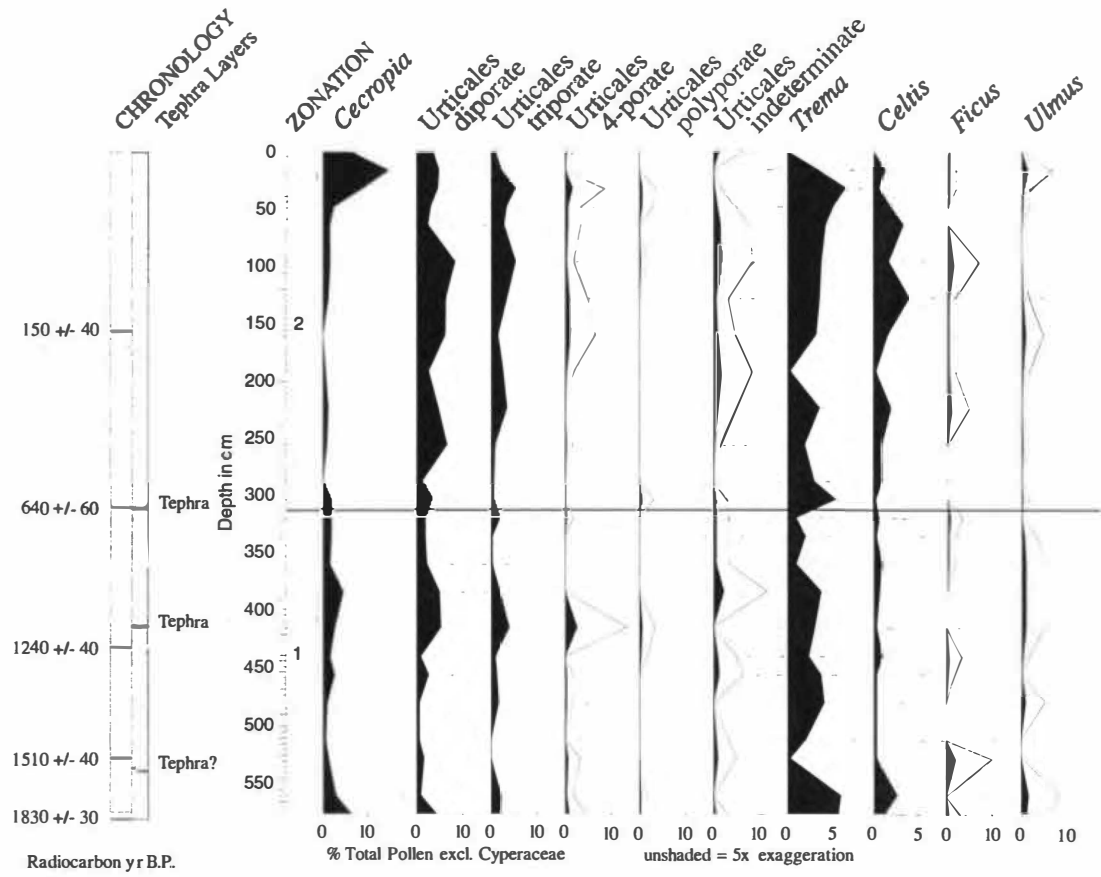 CHRONOLOGY
Tephra Layers
ZONATION
Cecropia
Urticales
diporate
Urticales
triporate
Urticales
4-porate
Urticales
polyporate
Urticales
indeterminate
Trema
Celtis
Ficus
Ulmus
0
50
100
150
200
250
300
350
400
450
500
550
Depth in cm
150 +/- 40
640 +/- 60
1240 +/- 40
1510 +/- 40
1830 +/- 30
Tephra
Tephra
Tephra?
2
1
0 10 0 10 0 10 0 10 0 10 0 10 0 5 0 5 0 10 0 10
% Total Pollen excl. Cyperaceae unshaded = 5x exaggeration
Radiocarbon yr B.P..